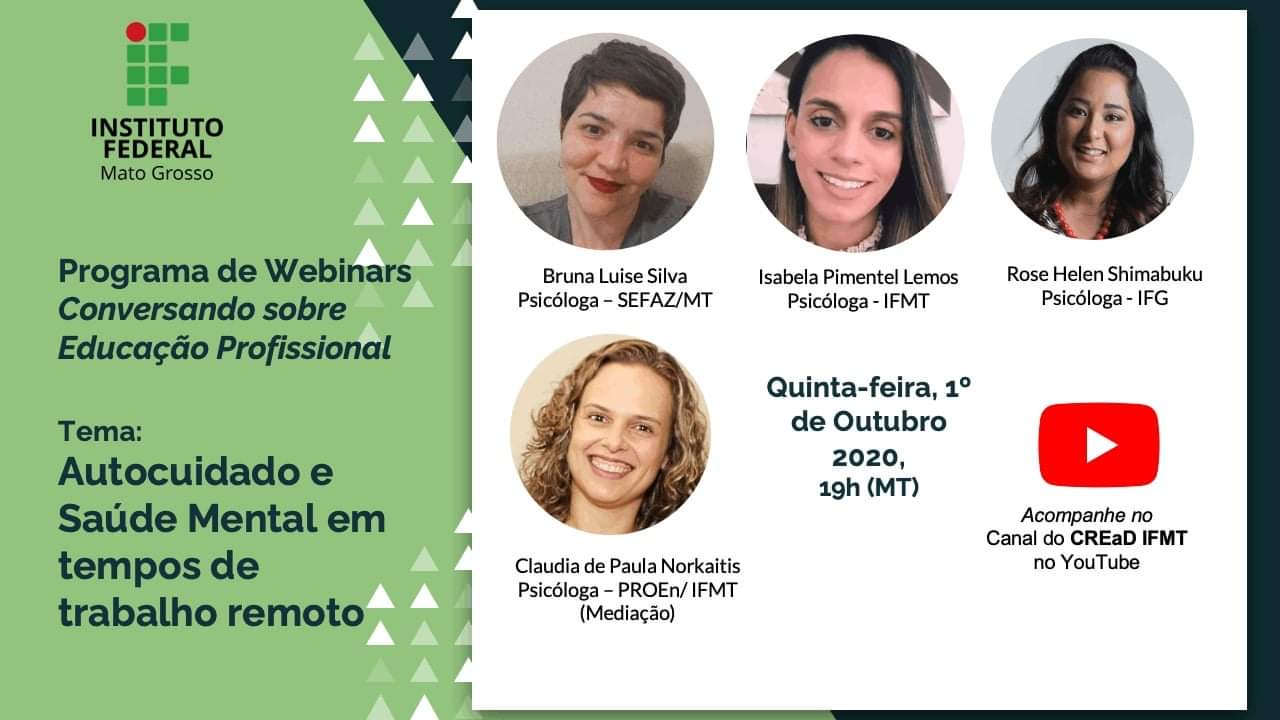 INSTITUTO
FEDERAL
Mato Grosso
Programa de Webinars
Conversando sobre
Educação Profissional
Tema:
Autocuidado e
Saúde Mental em
tempos de
trabalho remoto
Bruna Luise Silva
Psicóloga – SEFAZ/MT
Isabela Pimentel Lemos
Psicóloga - IFMT
Rose Helen Shimabuku
Psicóloga - IFG
Claudia de Paula Norkaitis
Psicóloga – PROEn/ IFMT
(Mediação)
Quinta-feira, 1º
de Outubro
2020,
19h (MT)
Acompanhe no
Canal do CREaD IFMT
no YouTube